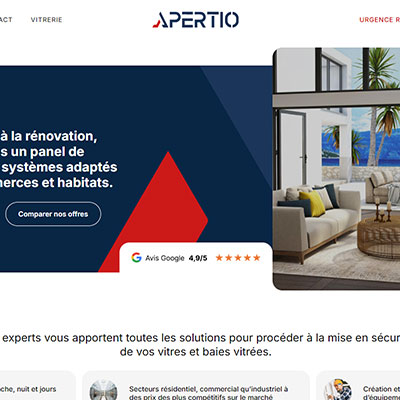 ACT VITRERIE APERTIO URGENCE R
à la rénovation,
s un panel de
systèmes adaptés
erces et habitats.
Comparer nos offres
Avis Google 4,9/5
experts vous apportent toutes les solutions pour procéder à la mise en sécur
de vos vitres et baies vitrées.
che, nuit et jours
Secteurs résidentiel, commercial qu'industriel à
des prix des plus compétitifs sur le marché
Création et
d'équipeme